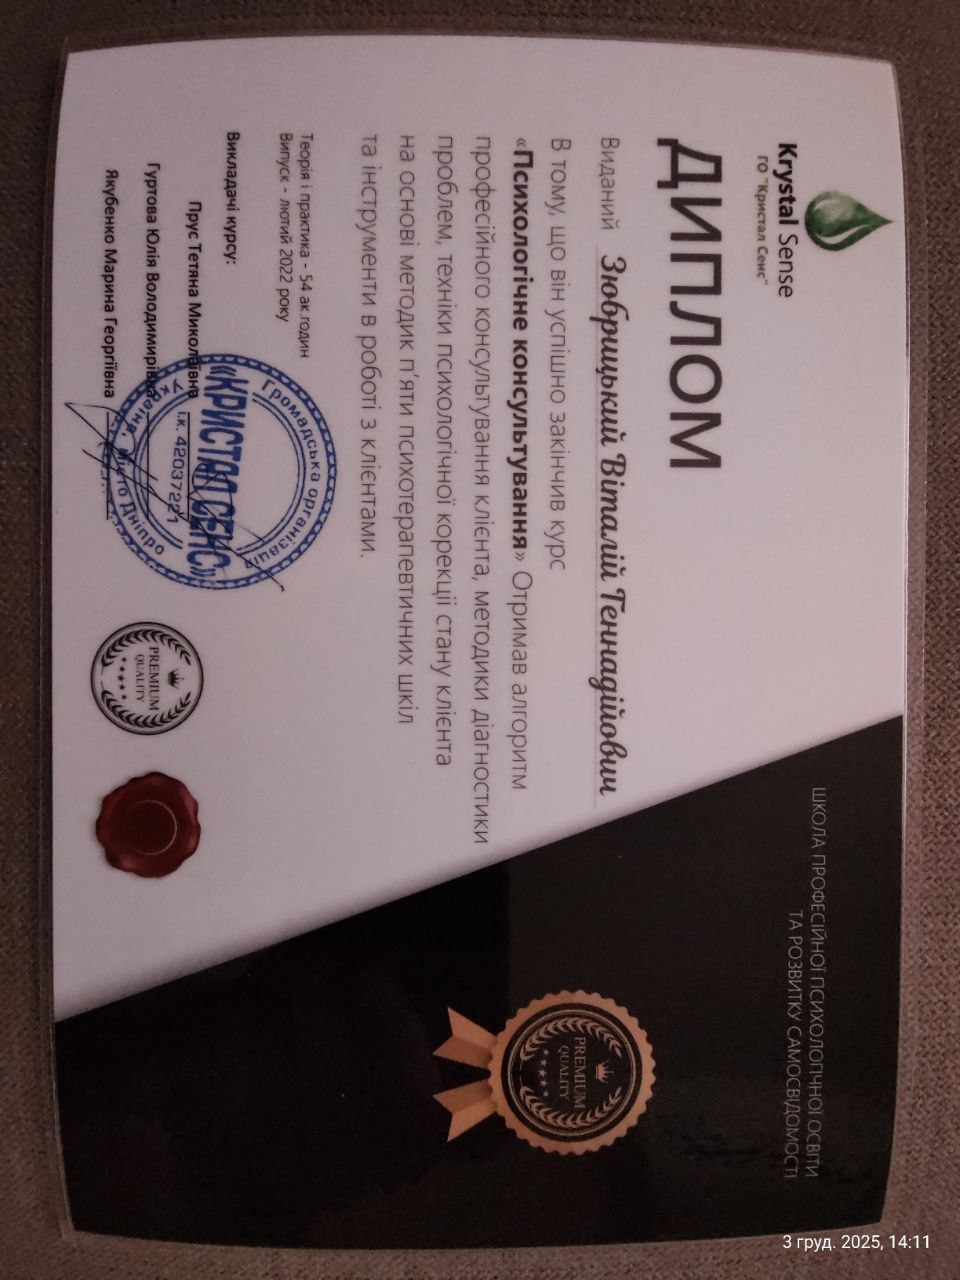 Krystal Sense
ГО "Кристал Сенс"
ШКОЛА ПРОФЕСІЙНОЇ ПСИХОЛОГІЧНОЇ ОСВІТИ
ТА РОЗВИТКУ САМОСВІДОМОСТІ
ДИПЛОМ
Виданий Зюбрицький Віталій Геннадійович
В тому, що він успішно закінчив курс
«Психологічне консультування» Отримав алгоритм
професійного консультування клієнта, методики діагностики
проблем, техніки психологічної корекції стану клієнта
на основі методик п'яти психотерапевтичних шкіл
та інструменти в роботі з клієнтами.
Теорія і практика - 54 ак.годин
Випуск - лютий 2022 року
Викладачі курсу:
Прус Тетяна Миколаївна
Гуртова Юлія Володимирівна
Якубенко Марина Георгіївна
Громадська організація
«КРИСТАЛ СЕНС»
і.к. 42037221
Україна, місто Дніпро
PREMIUM
QUALITY
PREMIUM
QUALITY
3 груд. 2025, 14:11